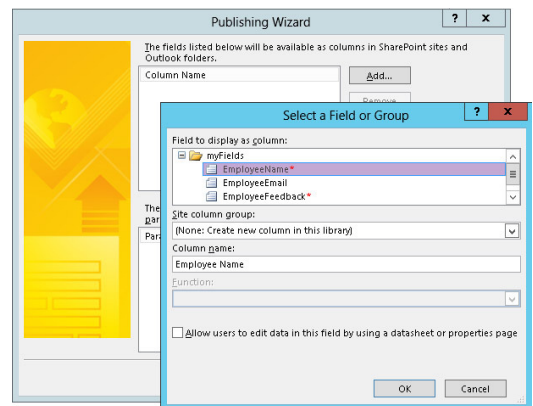 Publishing Wizard
? x
The fields listed below will be available as columns in SharePoint sites and
Outlook folders.
Column Name
Add...
Remove
Select a Field or Group
? x
Field to display as column:
myFields
EmployeeName*
EmployeeEmail
EmployeeFeedback*
The
par
Site column group:
Para
(None: Create new column in this library)
Column name:
Employee Name
Function:
Allow users to edit data in this field by using a datasheet or properties page
OK
Cancel